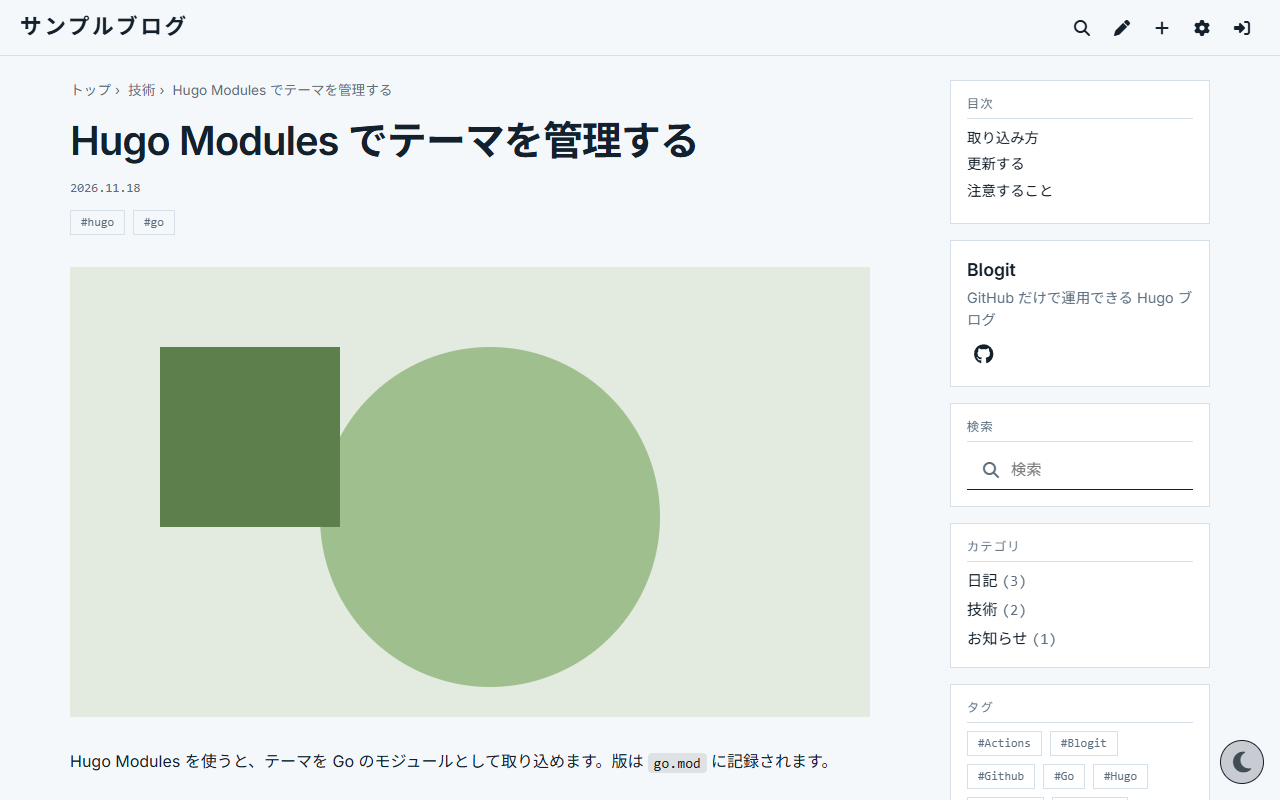 サンプルブログ
トップ › 技術 › Hugo Modules でテーマを管理する
Hugo Modules でテーマを管理する
2026.11.18
#hugo #go
Hugo Modules を使うと、テーマを Go のモジュールとして取り込めます。版は go.mod に記録されます。
目次
取り込み方
更新する
注意すること
Blogit
GitHub だけで運用できる Hugo ブ
ログ
検索
検索
カテゴリ
日記 (3)
技術 (2)
お知らせ (1)
タグ
#Actions #Blogit
#Github #Go #Hugo